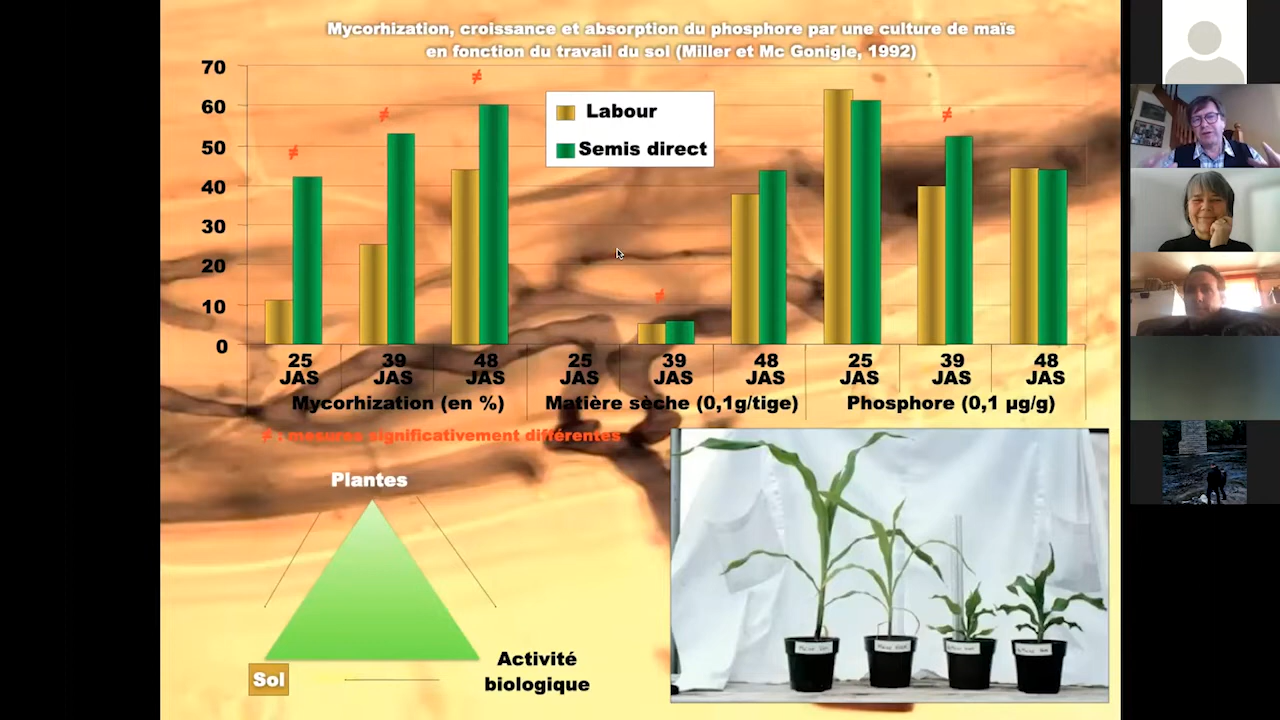 Mycorhization, croissance et absorption du phosphore par une culture de maïs
en fonction du travail du sol (Miller et Mc Gonigle, 1992)
70
60
50
40
30
20
10
0
≠
≠
≠
≠
≠
Labour
Semis direct
25 39 48 25 39 48 25 39 48
JAS JAS JAS JAS JAS JAS JAS JAS JAS
Mycorhization (en %) Matière sèche (0,1g/tige) Phosphore (0,1 µg/g)
≠ : mesures significativement différentes
Plantes
Sol
Activité
biologique